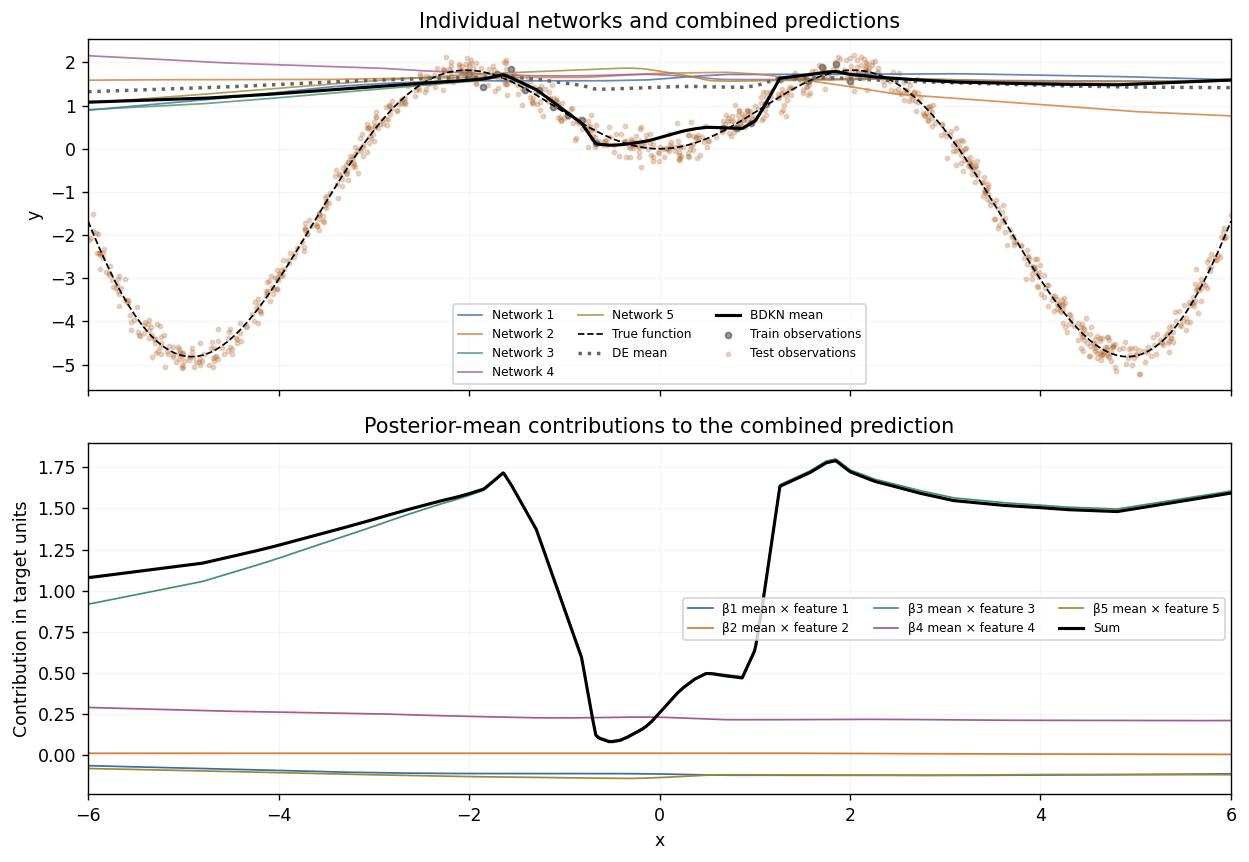 Individual networks and combined predictions
2
1
0
−1
−2
−3
−4
−5
y
Network 1
Network 2
Network 3
Network 4
Network 5
True function
DE mean
BDKN mean
Train observations
Test observations
Posterior-mean contributions to the combined prediction
1.75
1.50
1.25
1.00
0.75
0.50
0.25
0.00
Contribution in target units
β1 mean × feature 1
β2 mean × feature 2
β3 mean × feature 3
β4 mean × feature 4
β5 mean × feature 5
Sum
−6
−4
−2
0
2
4
6
x